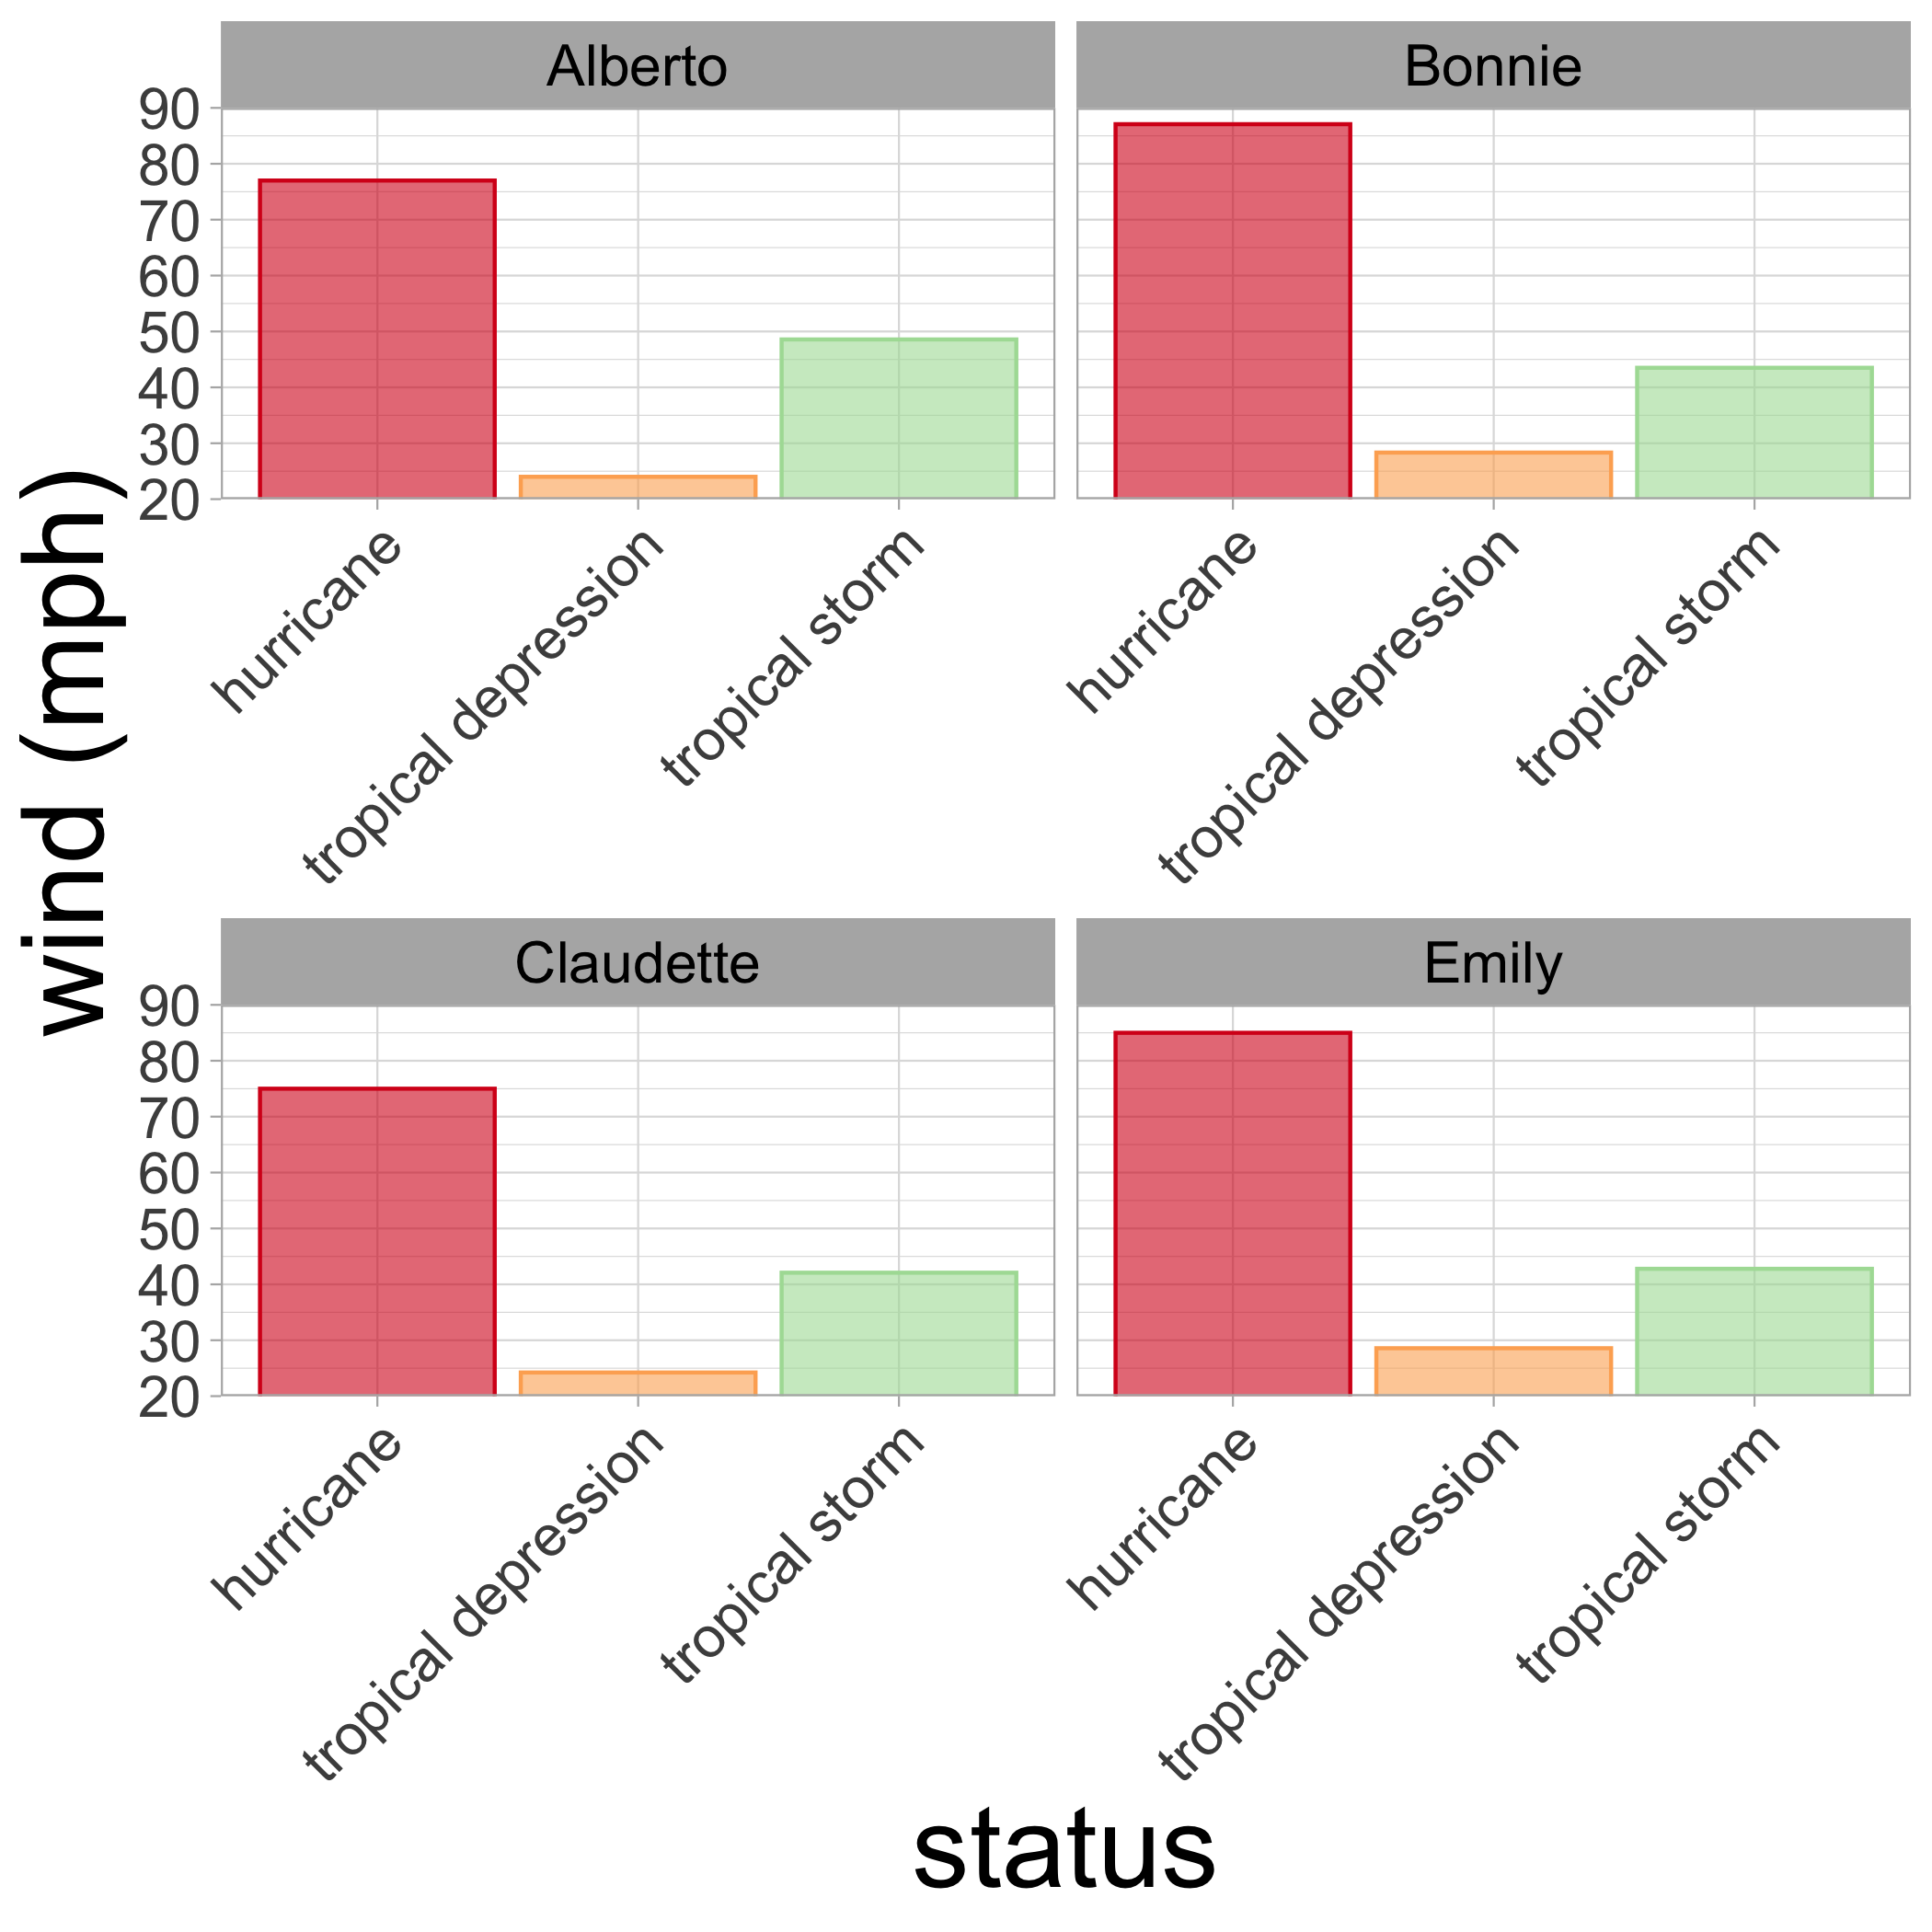 Alberto
Bonnie
90
80
70
60
50
40
30
20
hurricane
tropical depression
tropical storm
hurricane
tropical depression
tropical storm
wind (mph)
Claudette
Emily
90
80
70
60
50
40
30
20
hurricane
tropical depression
tropical storm
hurricane
tropical depression
tropical storm
status